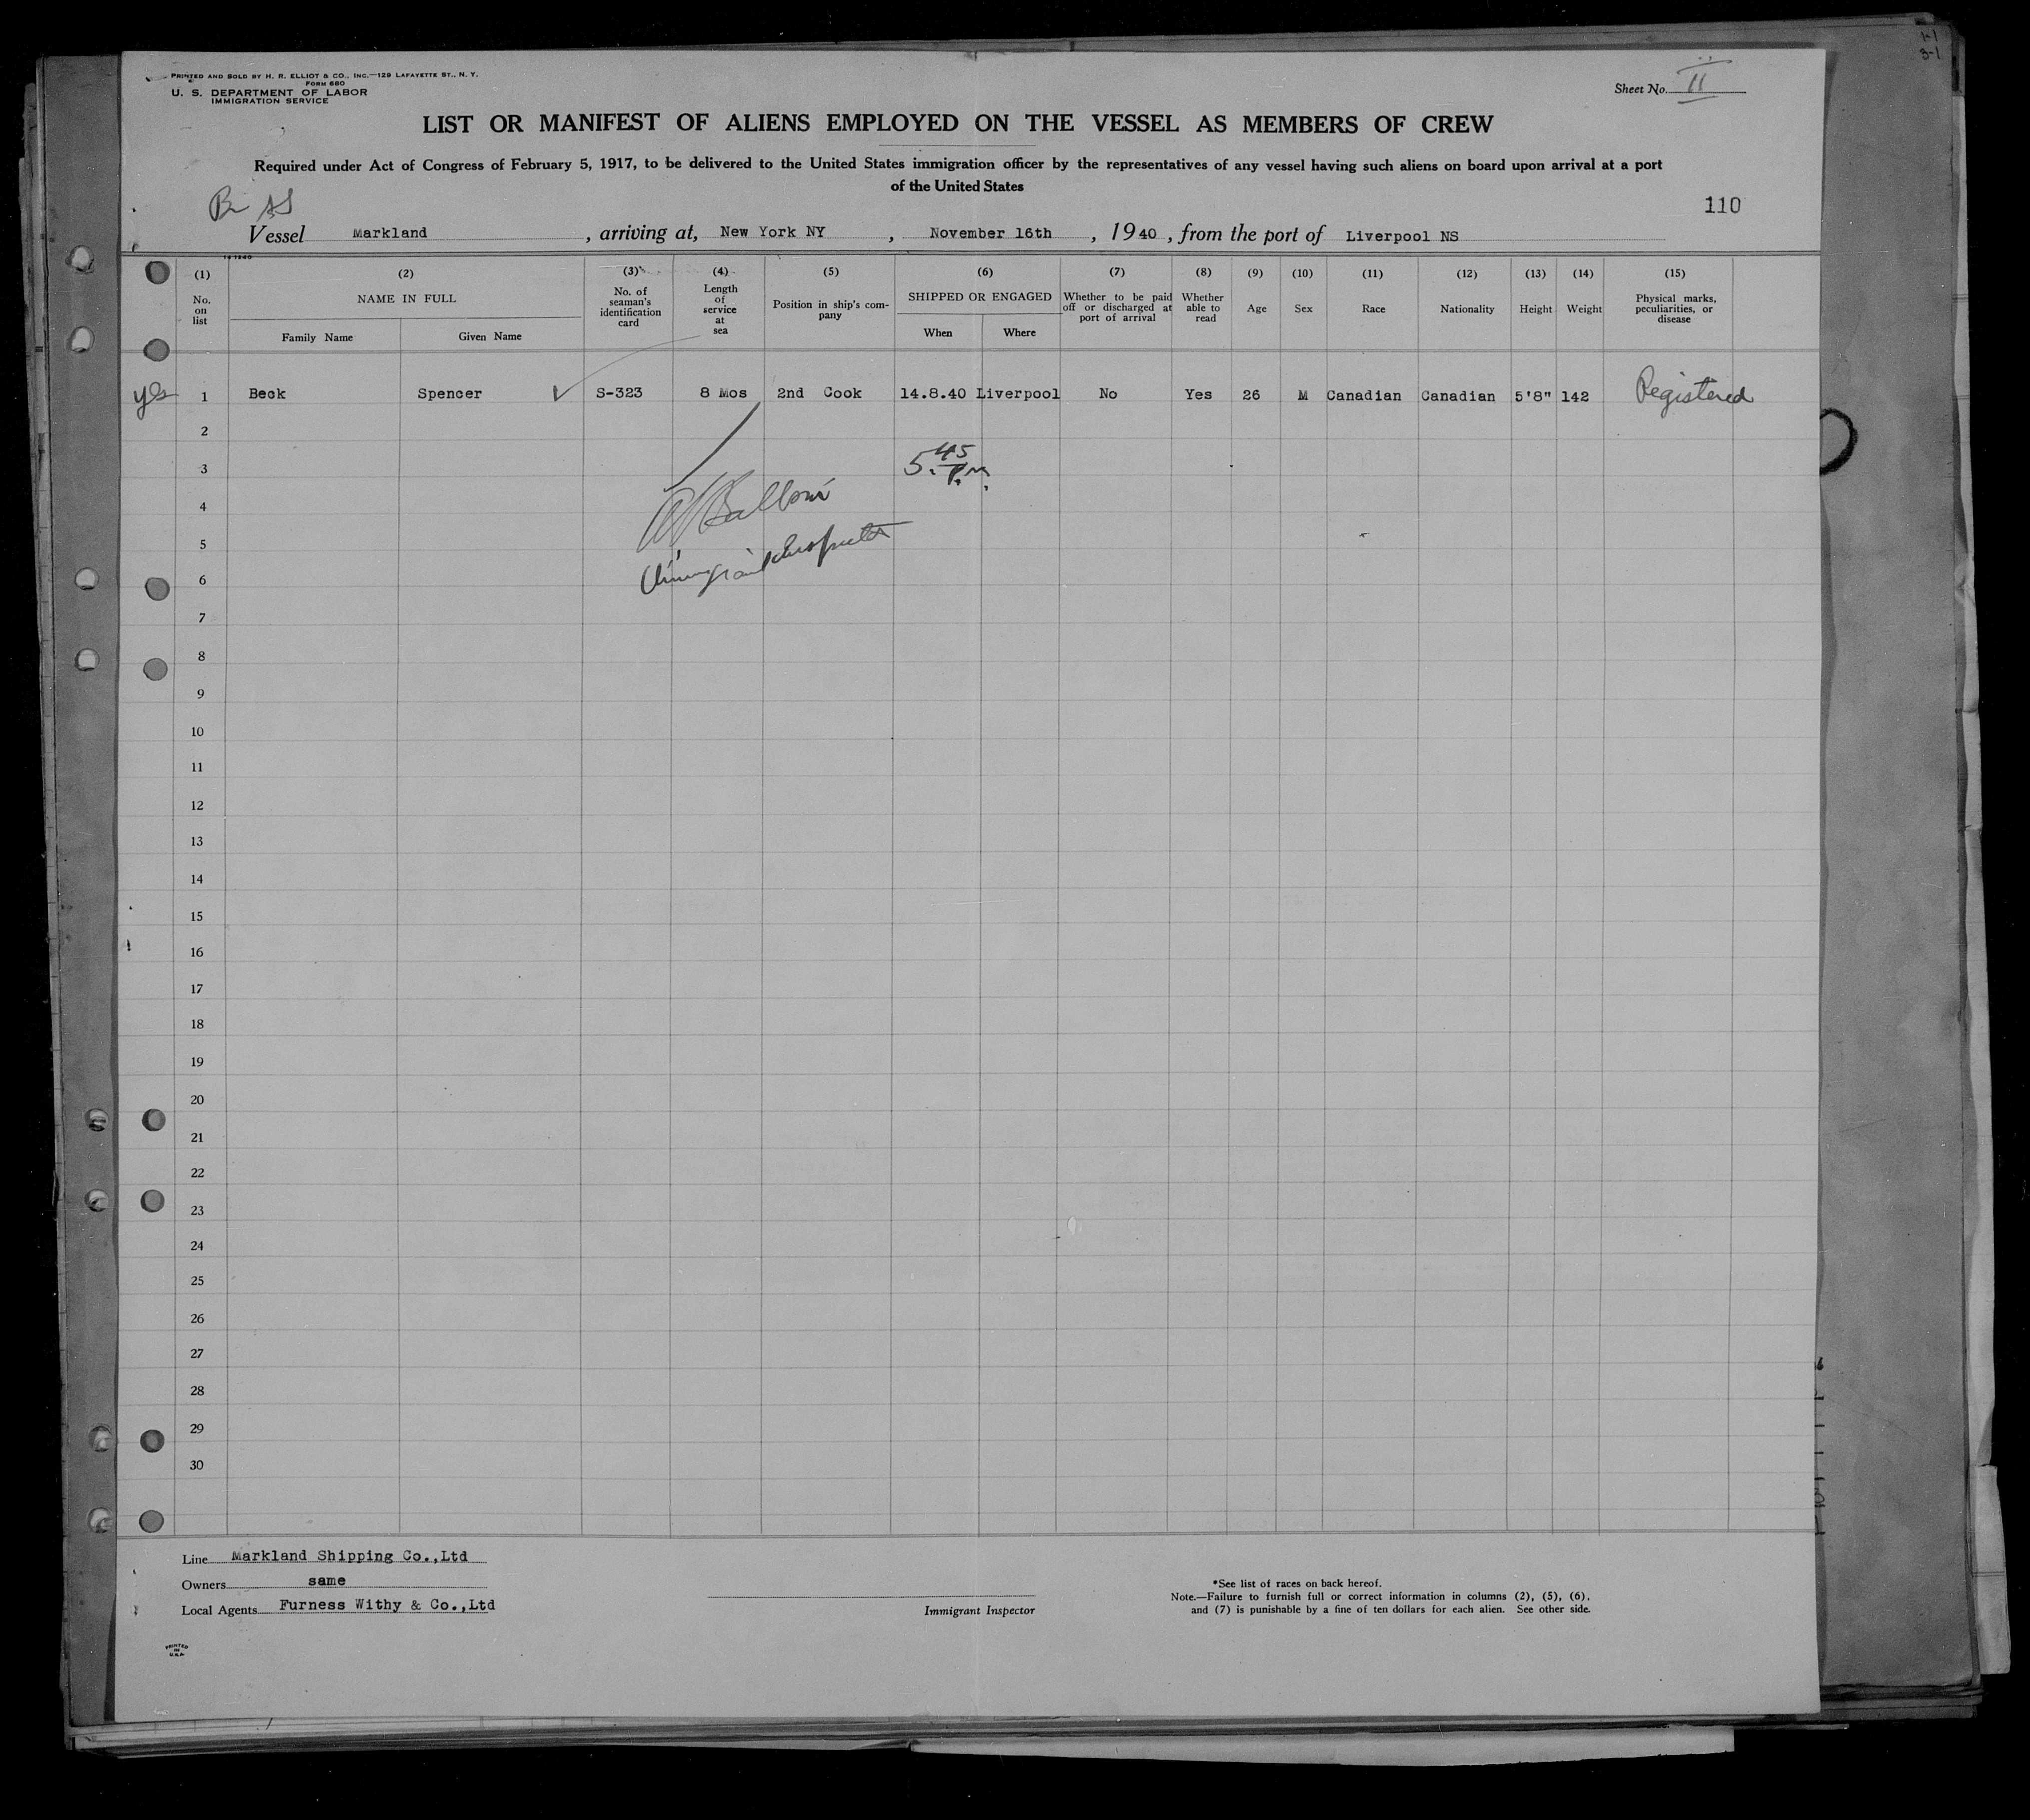 PRINTED AND SOLD BY H. R. ELLIOT & CO., INC.—129 LAFAYETTE ST., N. Y.
FORM 680
U. S. DEPARTMENT OF LABOR
IMMIGRATION SERVICE
Sheet No. II
LIST OR MANIFEST OF ALIENS EMPLOYED ON THE VESSEL AS MEMBERS OF CREW
Required under Act of Congress of February 5, 1917, to be delivered to the United States immigration officer by the representatives of any vessel having such aliens on board upon arrival at a port
of the United States
Br SS
110
Vessel Markland, arriving at, New York NY, November 16th, 1940, from the port of Liverpool NS
(1) (2) (3) (4) (5) (6) (7) (8) (9) (10) (11) (12) (13) (14) (15)
No. on list
NAME IN FULL
Family Name Given Name
No. of seaman's identification card
Length of service at sea
Position in ship's com-pany
SHIPPED OR ENGAGED
When Where
Whether to be paid off or discharged at port of arrival
Whether able to read
Age
Sex
Race
Nationality
Height
Weight
Physical marks, peculiarities, or disease
yes 1 Beck Spencer S-323 8 Mos 2nd Cook 14.8.40 Liverpool No Yes 26 M Canadian Canadian 5'8" 142 Registered
2
3
5.45 P.M.
4
5
6
7
8
9
10
11
12
13
14
15
16
17
18
19
20
21
22
23
24
25
26
27
28
29
30
Line Markland Shipping Co.,Ltd
Owners same
Local Agents Furness Withy & Co.,Ltd
Immigrant Inspector
*See list of races on back hereof.
Note.—Failure to furnish full or correct information in columns (2), (5), (6),
and (7) is punishable by a fine of ten dollars for each alien. See other side.
PRINTED
IN
U.S.A.